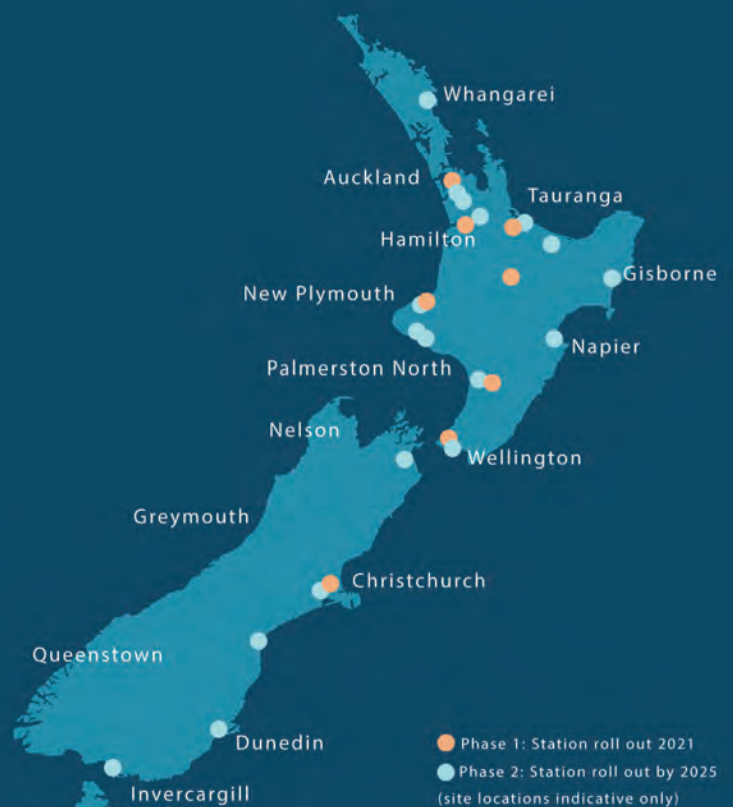 Whangarei
Auckland
Tauranga
Hamilton
Gisborne
New Plymouth
Napier
Palmerston North
Nelson
Wellington
Greymouth
Christchurch
Queenstown
Dunedin
Phase 1: Station roll out 2021
Phase 2: Station roll out by 2025
Invercargill
(site locations indicative only)